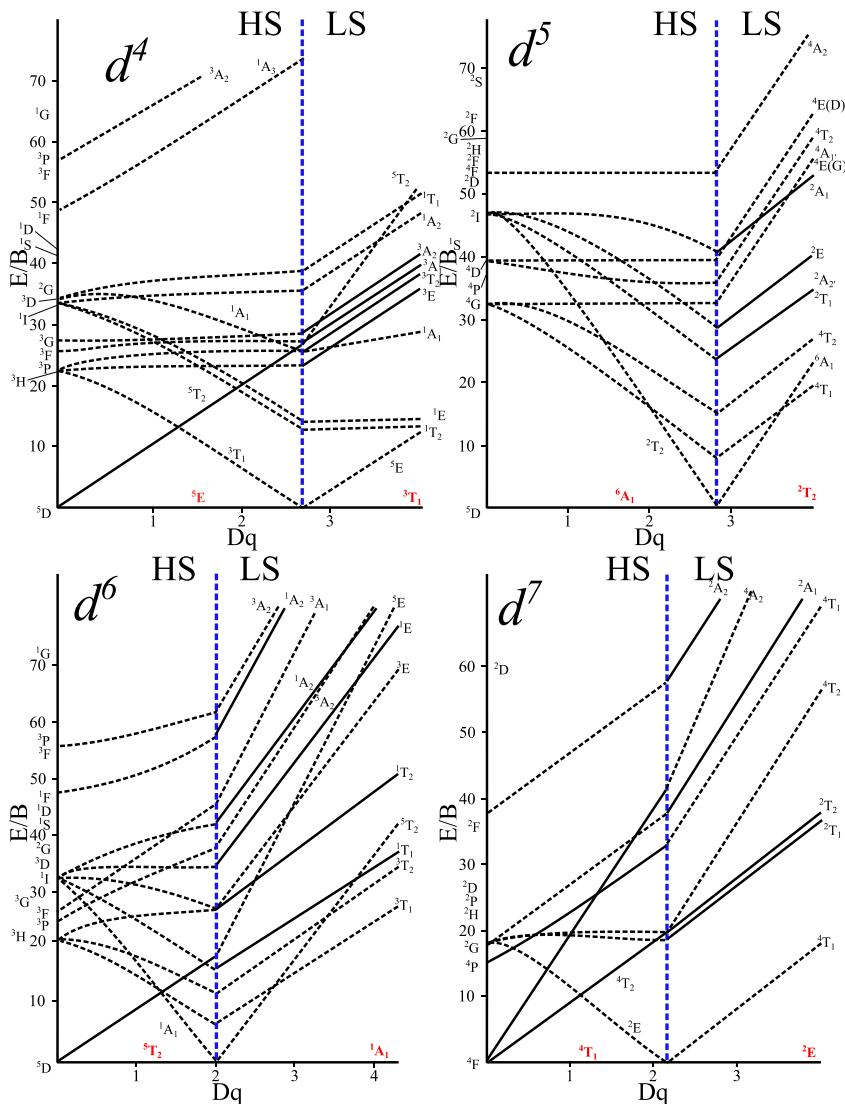 d⁴ HS LS
70
60
50
40
30
20
10
E/B
¹G
³P
³F
¹F
¹D
¹S
²G
³D
¹I
³G
³F
³P
³H
⁵D
³A₂
¹A₃
⁵T₂
¹T₁
¹A₂
³A₂
³A
³T₂
³E
¹A₁
¹A₁
⁵T₂
³T₁
¹E
¹T₂
⁵E
⁵E
³T₁
1 2 3
Dq
d⁵ HS LS
70
60
50
40
30
20
10
E/B
²S
²F
²G
²H
²F
⁴F
²D
²I
¹S
⁴D
⁴P
⁴G
⁵D
⁴A₂
⁴E(D)
⁴T₂
⁴A₁'
⁴E(G)
²A₁
²E
²A₂'
²T₁
⁴T₂
⁶A₁
⁴T₁
²T₂
⁶A₁
²T₂
1 2 3
Dq
d⁶ HS LS
70
60
50
40
30
20
10
E/B
¹G
³P
³F
¹F
¹D
¹S
²G
³D
¹I
³G
³F
³P
³H
⁵D
³A₂
¹A₂
³A₁
⁵E
¹E
³E
¹A₂
³A₂
¹T₂
⁵T₂
¹T₁
³T₂
³T₁
¹A₁
⁵T₂
¹A₁
1 2 3 4
Dq
d⁷ HS LS
60
50
40
30
20
10
E/B
²D
²F
²D
²P
²H
²G
⁴P
⁴F
²A₂
⁴A₂
²A₁
⁴T₁
⁴T₂
²T₂
²T₁
⁴T₁
⁴T₂
²E
⁴T₁
²E
1 2 3
Dq